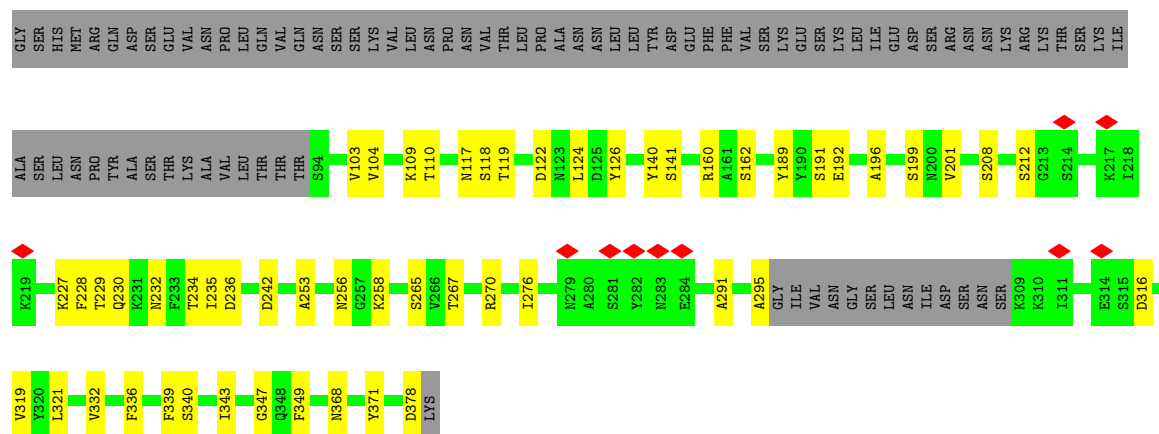 GLY SER HIS MET ARG GLN ASP ASP SER GLU VAL ASN PRO LEU GLN VAL GLN ASN SER SER LYS VAL LEU ASN PRO ASN VAL THR LEU PRO ALA ASN ASN LEU LEU TYR ASP GLU PHE PHE VAL SER LYS GLU SER LYS LEU ILE GLU ASP SER ARG ASN ASN LYS ARG LYS THR SER LYS ILE
ALA SER LEU ASN PRO TYR ALA SER THR LYS ALA VAL LEU THR THR THR S94 V103 V104 K109 T110 N117 S118 T119 D122 N123 L124 D125 Y126 Y140 S141 R160 A161 S162 Y189 Y190 S191 E192 A196 S199 N200 V201 S208 S212 G213 S214 K217 I218
K219 K227 F228 T229 Q230 K231 N232 F233 T234 I235 D236 D242 A253 N256 G257 K258 S265 V266 T267 R270 I276 N279 A280 S281 Y282 N283 E284 A291 A295 GLY ILE VAL ASN GLY SER LEU ASN ILE ASP SER ASN SER K309 K310 I311 E314 S315 D316
V319 Y320 L321 V332 F336 F339 S340 I343 G347 Q348 F349 N368 Y371 D378 LYS